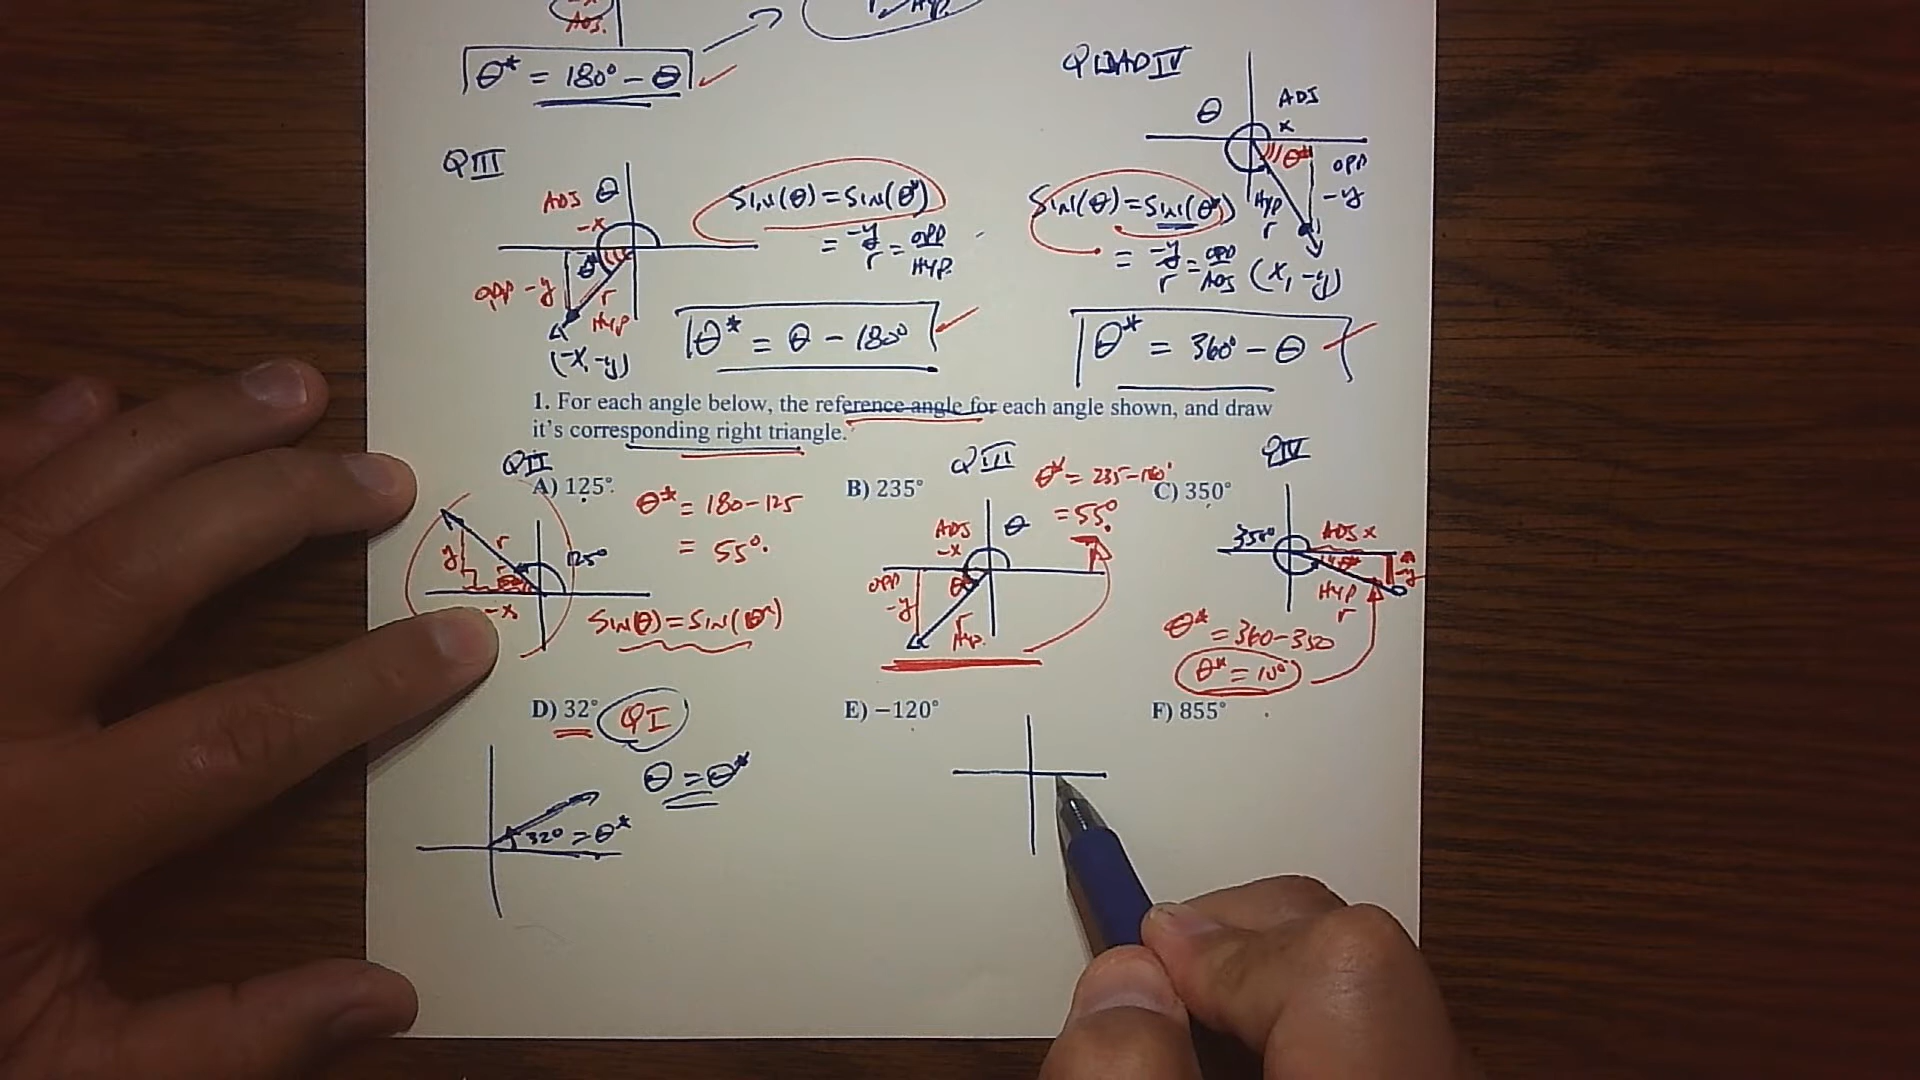 ADJ.
HYP.
θ* = 180° − θ
QUAD IV
θ
ADJ
x
θ*
OPP
−y
HYP
r
(x, −y)
QIII
ADJ θ
−x
θ*
OPP −y
r
HYP
(−x, −y)
Sin(θ) = Sin(θ*)
= −y/r = OPP/HYP.
θ* = θ − 180°
Sin(θ) = Sin(θ*)
= −y/r = OPP/ADJ
θ* = 360° − θ
1. For each angle below, the reference angle for each angle shown, and draw
it's corresponding right triangle.
QII
A) 125°.
θ* = 180 − 125
= 55°.
y
r
125°
−x
Sin(θ) = Sin(θ*)
QIII
B) 235°
θ* = 235 − 180°
= 55°
ADJ
−x
θ
θ*
OPP
−y
r
HYP.
QIV
C) 350°
350°
ADJ x
θ*
−y
HYP
r
θ* = 360 − 350
θ* = 10°
D) 32°
QI
θ = θ*
32° = θ*
E) −120°
F) 855°